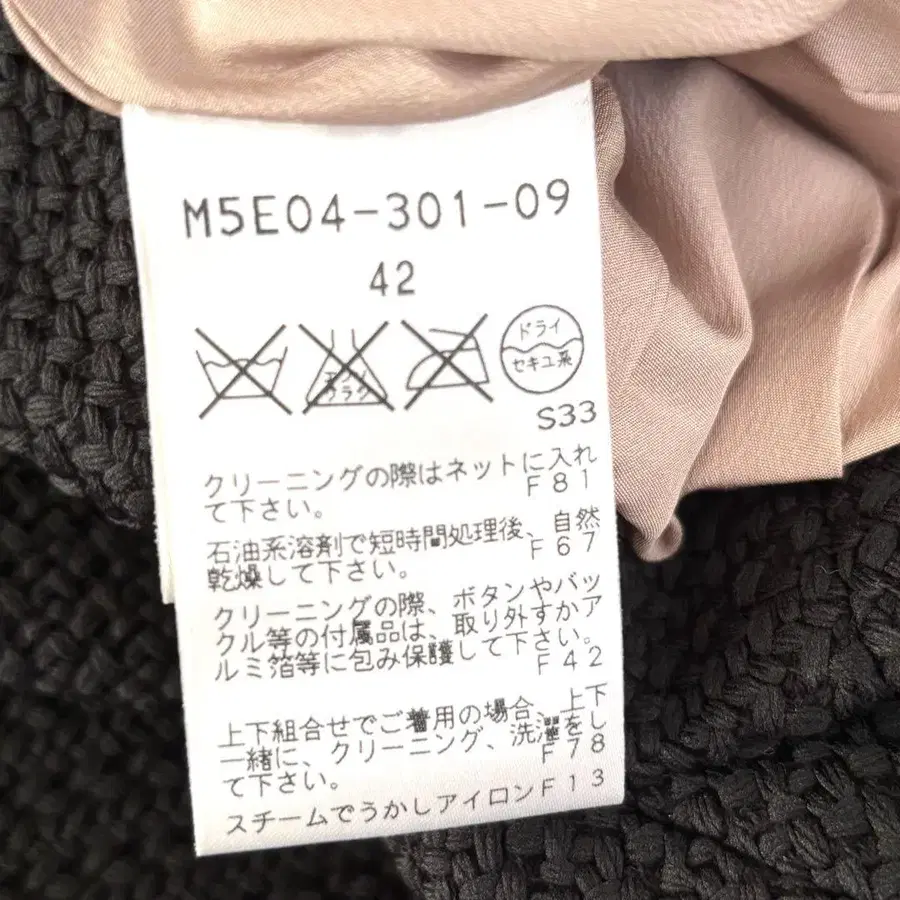 M5E04-301-09
42
エンソ
フラク
ドライ
セキユ系
S33
クリーニングの際はネットに入れ
て下さい。 F81
石油系溶剤で短時間処理後、自然
乾燥して下さい。 F67
クリーニングの際、ボタンやバッ
クル等の付属品は、取り外すかア
ルミ箔等に包み保護して下さい。
F42
上下組合せでご着用の場合、上下
一緒に、クリーニング、洗濯をし
て下さい。 F78
スチームでうかしアイロンF13